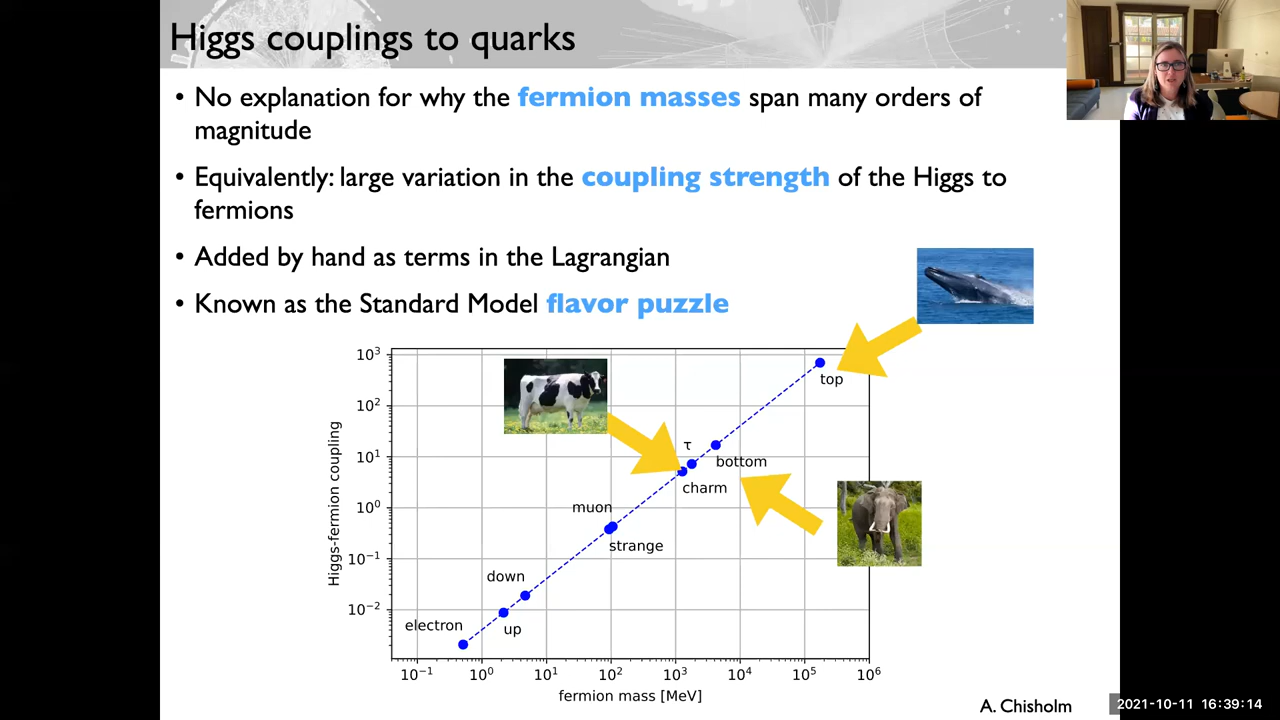 Higgs couplings to quarks
• No explanation for why the fermion masses span many orders of
magnitude
• Equivalently: large variation in the coupling strength of the Higgs to
fermions
• Added by hand as terms in the Lagrangian
• Known as the Standard Model flavor puzzle
10³
10²
10¹
10⁰
10⁻¹
10⁻²
Higgs-fermion coupling
top
τ
bottom
charm
muon
strange
down
up
electron
10⁻¹ 10⁰ 10¹ 10² 10³ 10⁴ 10⁵ 10⁶
fermion mass [MeV]
A. Chisholm
2021-10-11 16:39:14